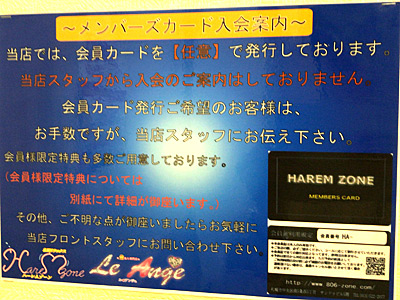 ～メンバーズカード入会案内～
当店では、会員カードを【任意】で発行しております。
当店スタッフから入会のご案内はしておりません。
会員カード発行ご希望のお客様は、
お手数ですが、当店スタッフにお伝え下さい。
会員様限定特典も多数ご用意しております。
(会員様限定特典については
別紙にて詳細が御座います。)
その他、ご不明な点が御座いましたらお気軽に
当店フロントスタッフにお問い合わせ下さい。
Le Ange
HAREM ZONE
MEMBERS CARD
会員番号 HA-
http://www.806-zone.com/